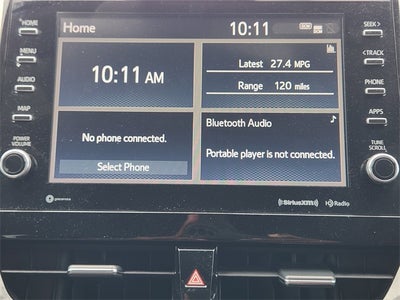 HOME
MENU
AUDIO
MAP
POWER
VOLUME
Home
10:11
10:11 AM
Latest 27.4 MPG
Range 120 miles
No phone connected.
Select Phone
Bluetooth Audio
Portable player is not connected.
SEEK >
< TRACK
PHONE
APPS
TUNE
SCROLL
gracenote
SiriusXM
HD Radio